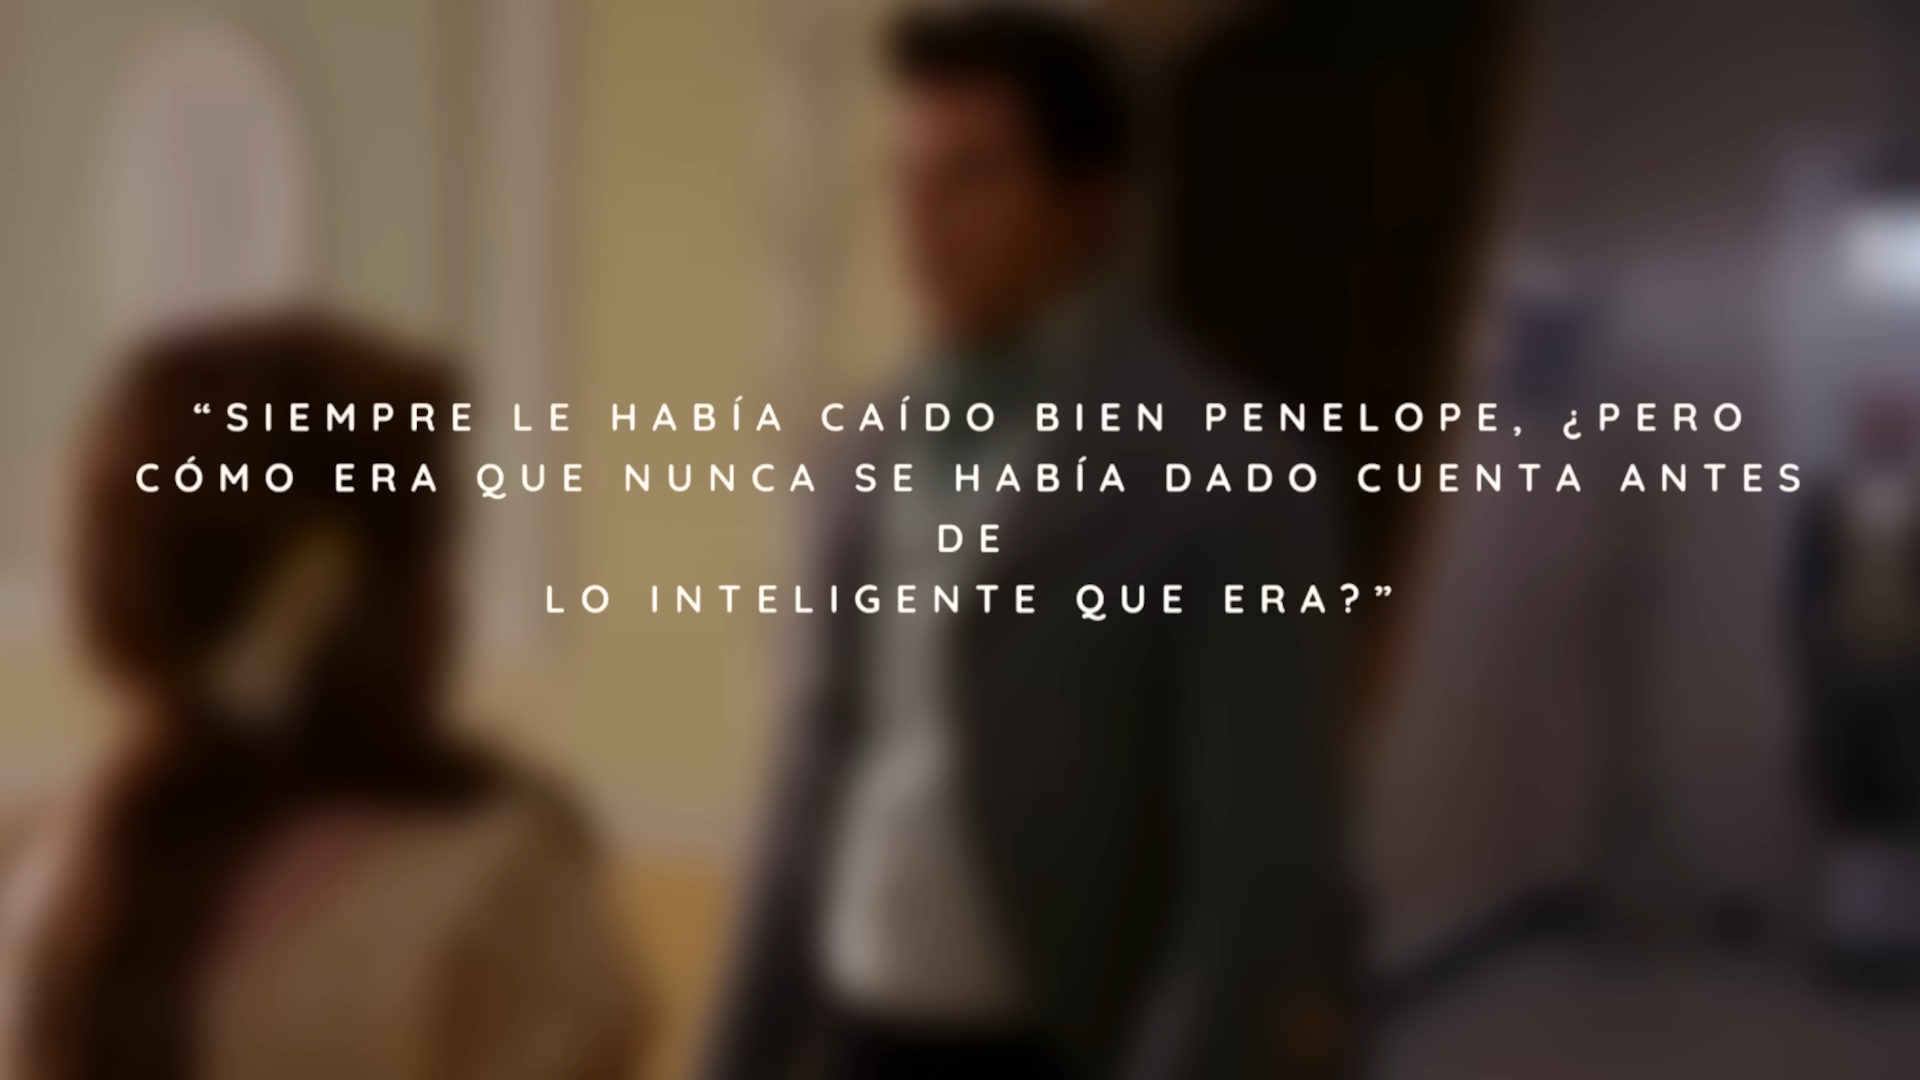 “SIEMPRE LE HABÍA CAÍDO BIEN PENELOPE, ¿PERO
CÓMO ERA QUE NUNCA SE HABÍA DADO CUENTA ANTES
DE
LO INTELIGENTE QUE ERA?”